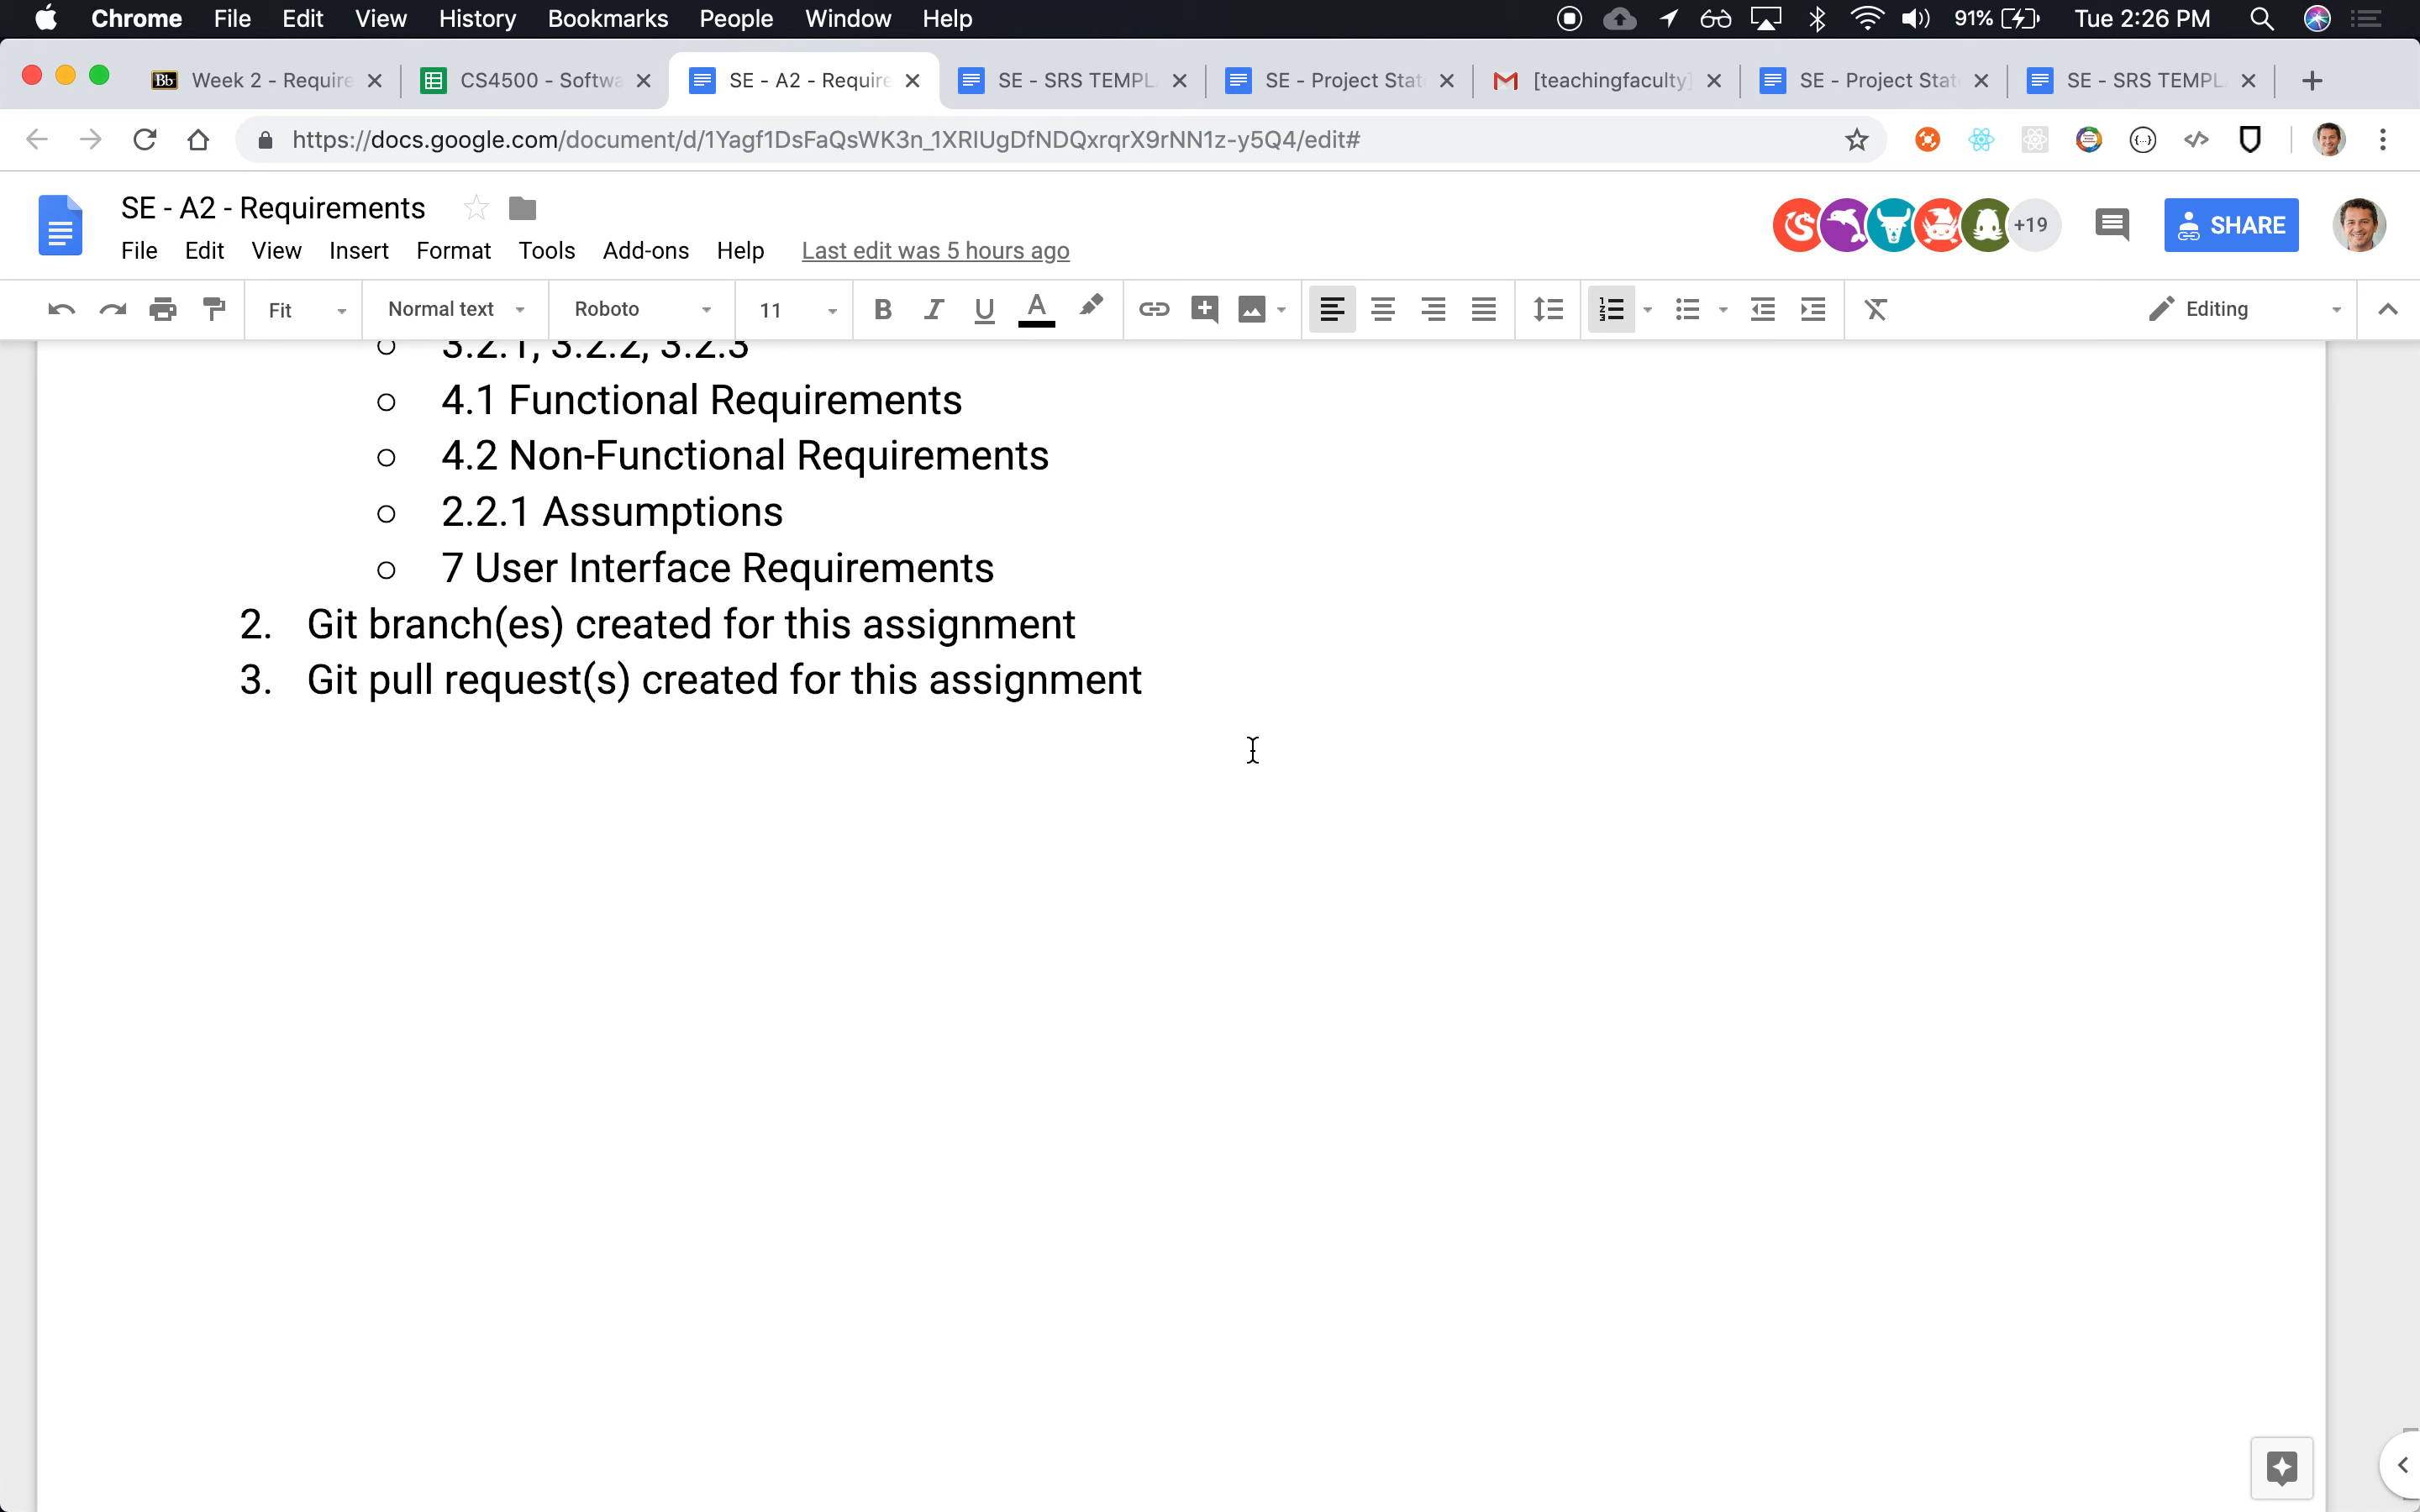 Chrome File Edit View History Bookmarks People Window Help 91% Tue 2:26 PM
Bb Week 2 - Require CS4500 - Softwa SE - A2 - Require SE - SRS TEMPL SE - Project Stat [teachingfaculty] SE - Project Stat SE - SRS TEMPL
https://docs.google.com/document/d/1Yagf1DsFaQsWK3n_1XRIUgDfNDQxrqrX9rNN1z-y5Q4/edit#
SE - A2 - Requirements
+19 SHARE
File Edit View Insert Format Tools Add-ons Help Last edit was 5 hours ago
Fit Normal text Roboto 11 B I U A Editing
3.2.1, 3.2.2, 3.2.3
4.1 Functional Requirements
4.2 Non-Functional Requirements
2.2.1 Assumptions
7 User Interface Requirements
2. Git branch(es) created for this assignment
3. Git pull request(s) created for this assignment